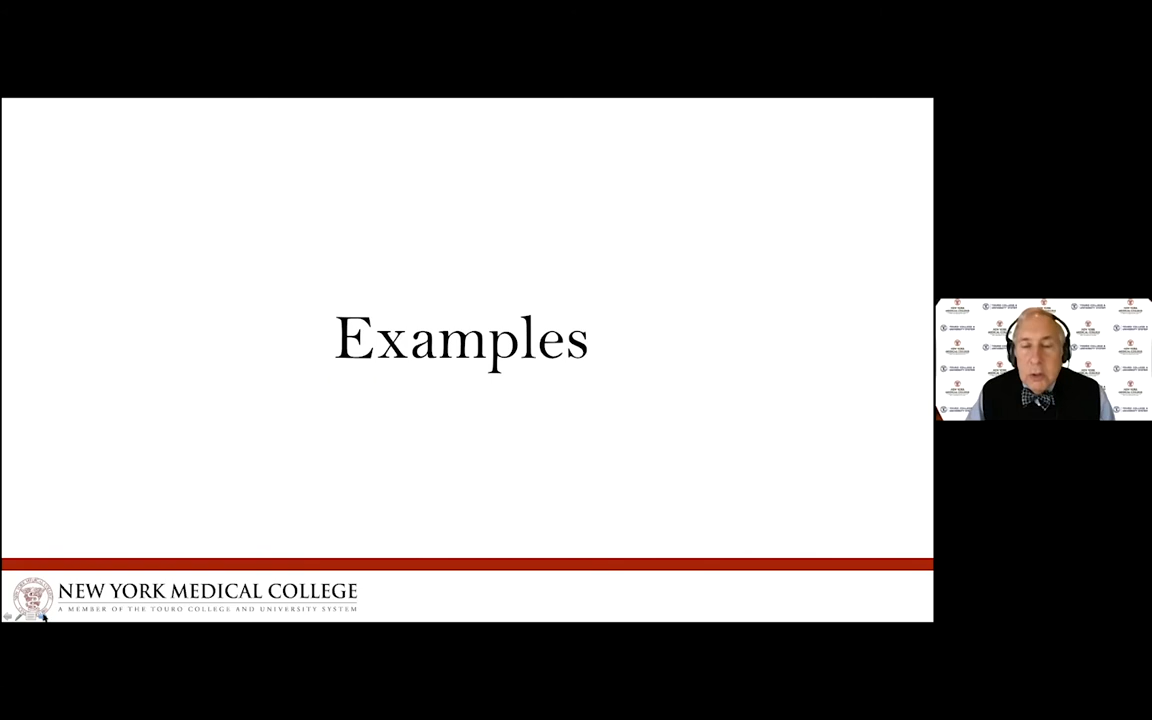 Examples
NEW YORK MEDICAL COLLEGE
A MEMBER OF THE TOURO COLLEGE AND UNIVERSITY SYSTEM